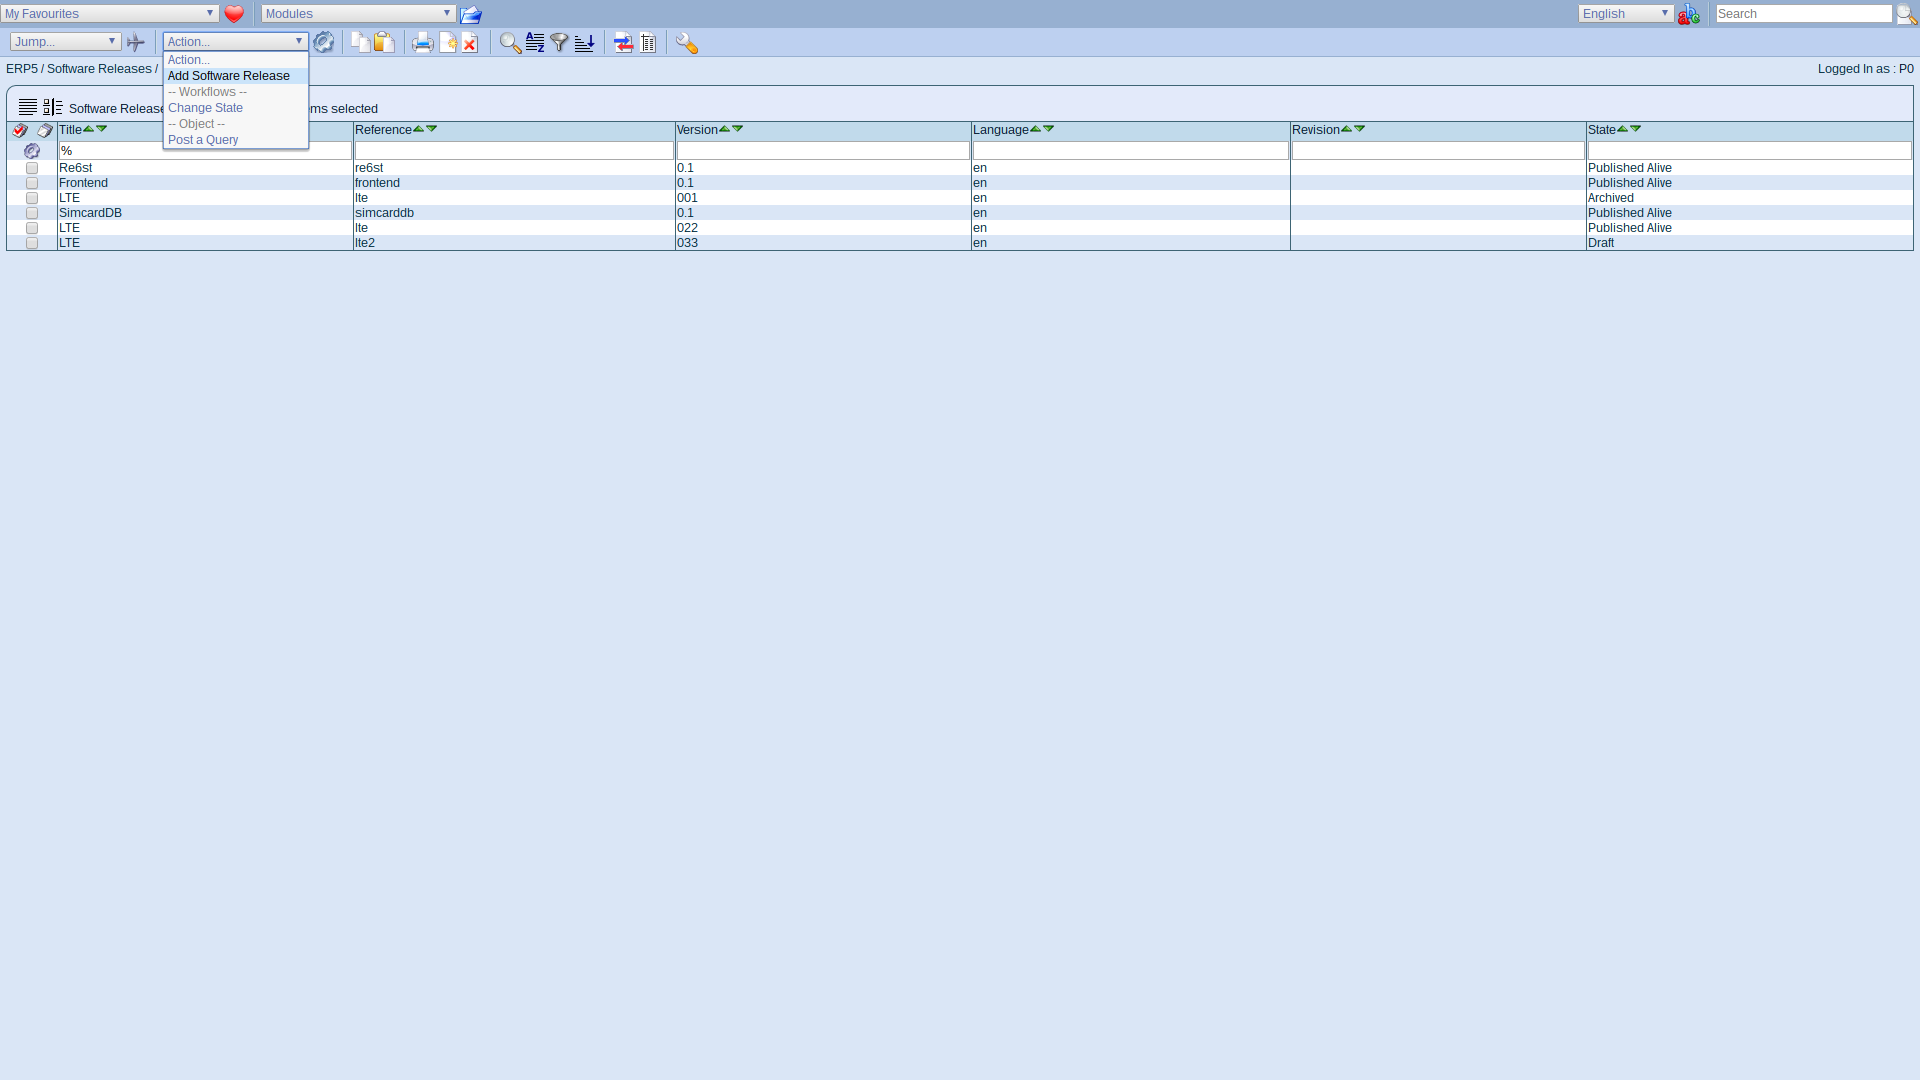 My Favourites Modules English Search
Jump... Action...
Action...
Add Software Release
-- Workflows --
Change State
-- Object --
Post a Query
ERP5 / Software Releases / Logged In as : P0
Software Release ms selected
Title Reference Version Language Revision State
%
Re6st re6st 0.1 en Published Alive
Frontend frontend 0.1 en Published Alive
LTE lte 001 en Archived
SimcardDB simcarddb 0.1 en Published Alive
LTE lte 022 en Published Alive
LTE lte2 033 en Draft